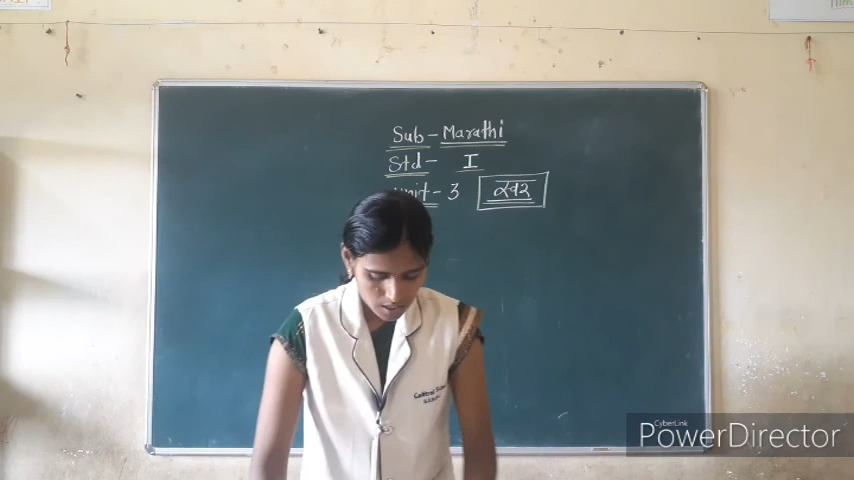 Sub - Marathi
Std - I
Unit - 3 स्वर
CyberLink
PowerDirector